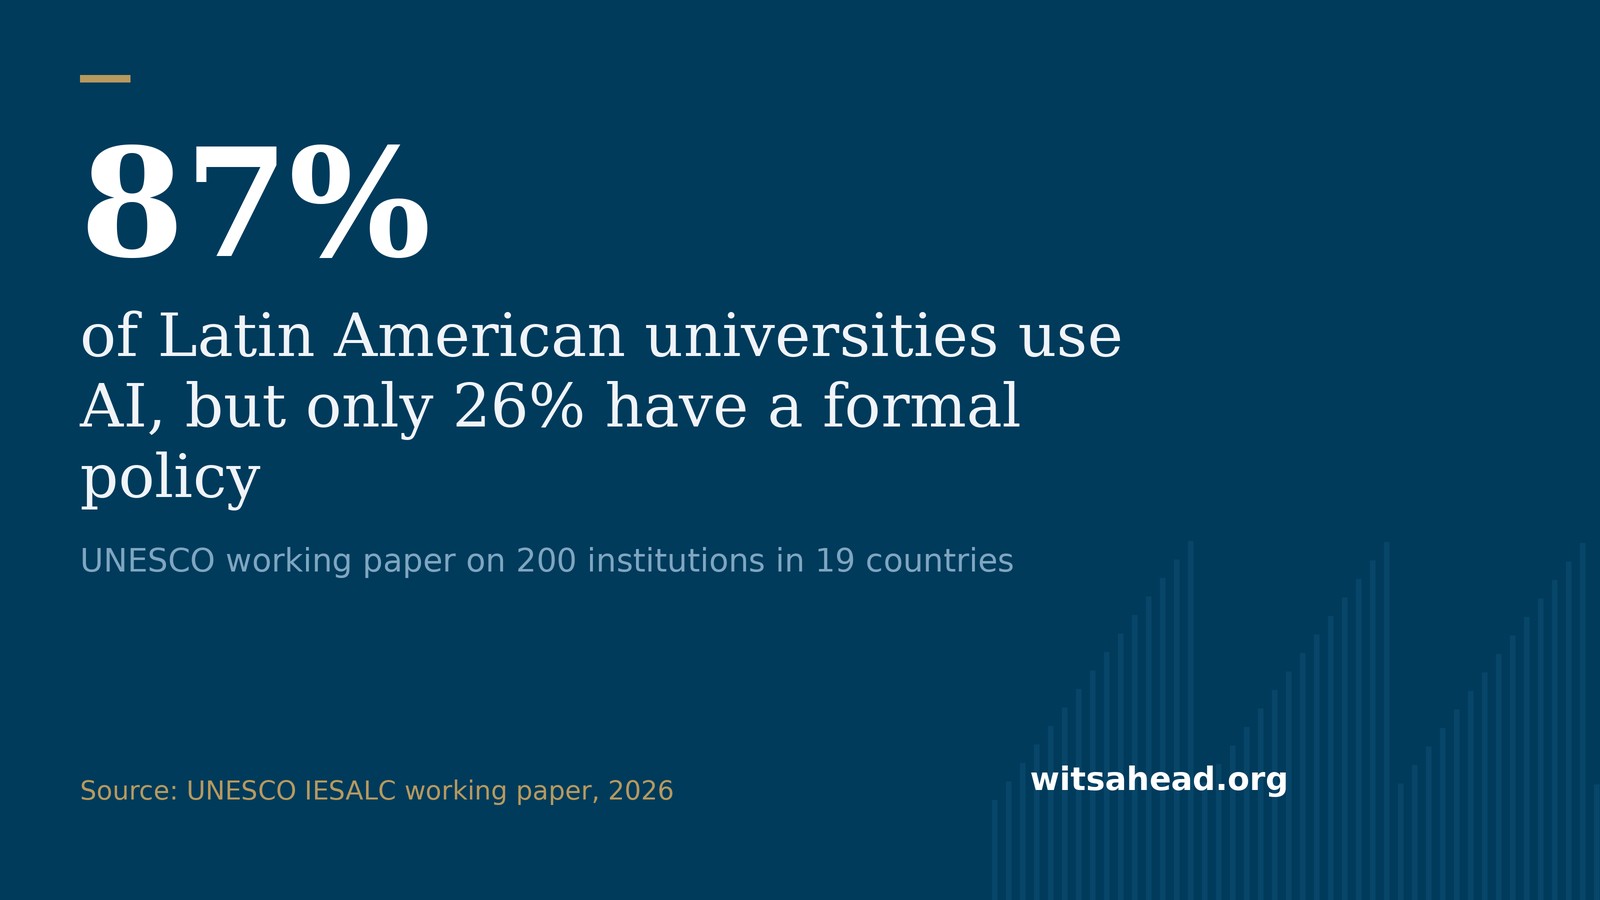 87%
of Latin American universities use
AI, but only 26% have a formal
policy
UNESCO working paper on 200 institutions in 19 countries
Source: UNESCO IESALC working paper, 2026
witsahead.org